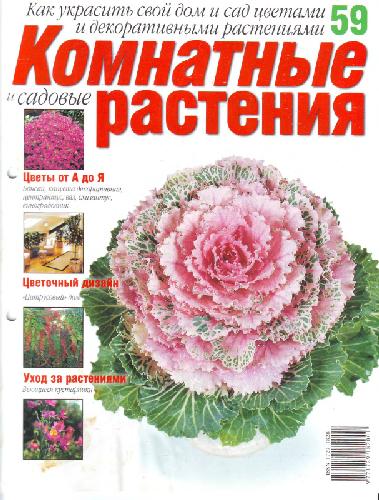 Как украсить свой дом и сад цветами
и декоративными растениями
59
Комнатные
и садовые растения
Цветы от А до Я
Цветочный дизайн
Уход за растениями